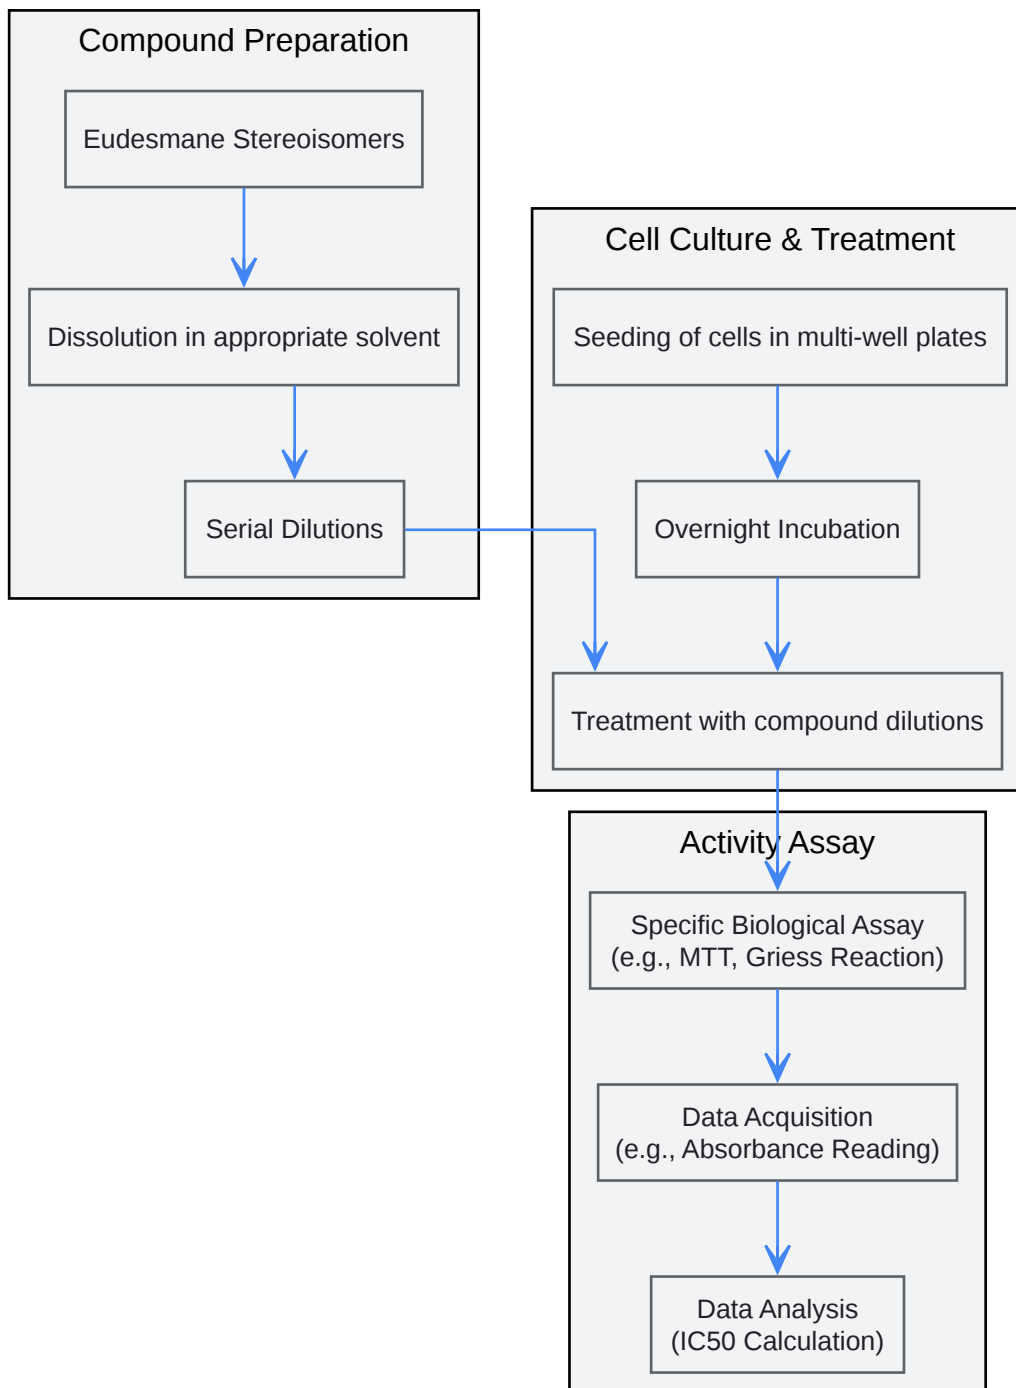 Compound Preparation
Eudesmane Stereoisomers
Dissolution in appropriate solvent
Serial Dilutions
Cell Culture & Treatment
Seeding of cells in multi-well plates
Overnight Incubation
Treatment with compound dilutions
Activity Assay
Specific Biological Assay
(e.g., MTT, Griess Reaction)
Data Acquisition
(e.g., Absorbance Reading)
Data Analysis
(IC50 Calculation)